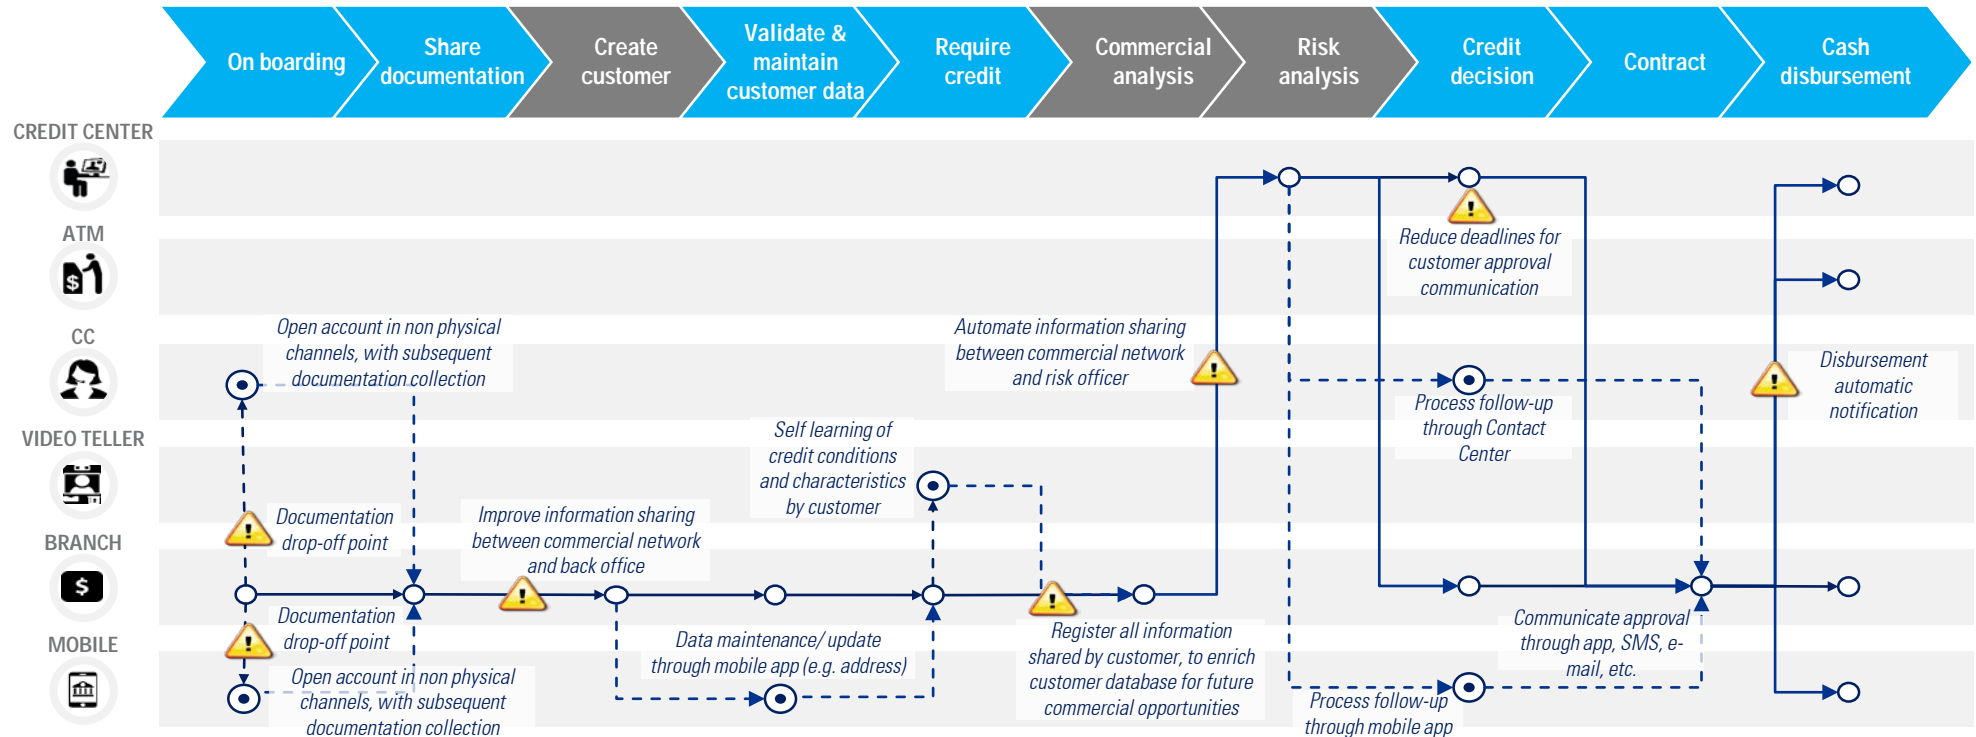 On boarding
Share
documentation
Create
customer
Validate &
maintain
customer data
Require
credit
Commercial
analysis
Risk
analysis
Credit
decision
Contract
Cash
disbursement
CREDIT CENTER
ATM
CC
VIDEO TELLER
BRANCH
MOBILE
Reduce deadlines for
customer approval
communication
Open account in non physical
channels, with subsequent
documentation collection
Automate information sharing
between commercial network
and risk officer
Disbursement
automatic
notification
Process follow-up
through Contact
Center
Self learning of
credit conditions
and characteristics
by customer
Documentation
drop-off point
Improve information sharing
between commercial network
and back office
Documentation
drop-off point
Data maintenance/ update
through mobile app (e.g. address)
Register all information
shared by customer, to enrich
customer database for future
commercial opportunities
Communicate approval
through app, SMS, e-
mail, etc.
Open account in non physical
channels, with subsequent
documentation collection
Process follow-up
through mobile app